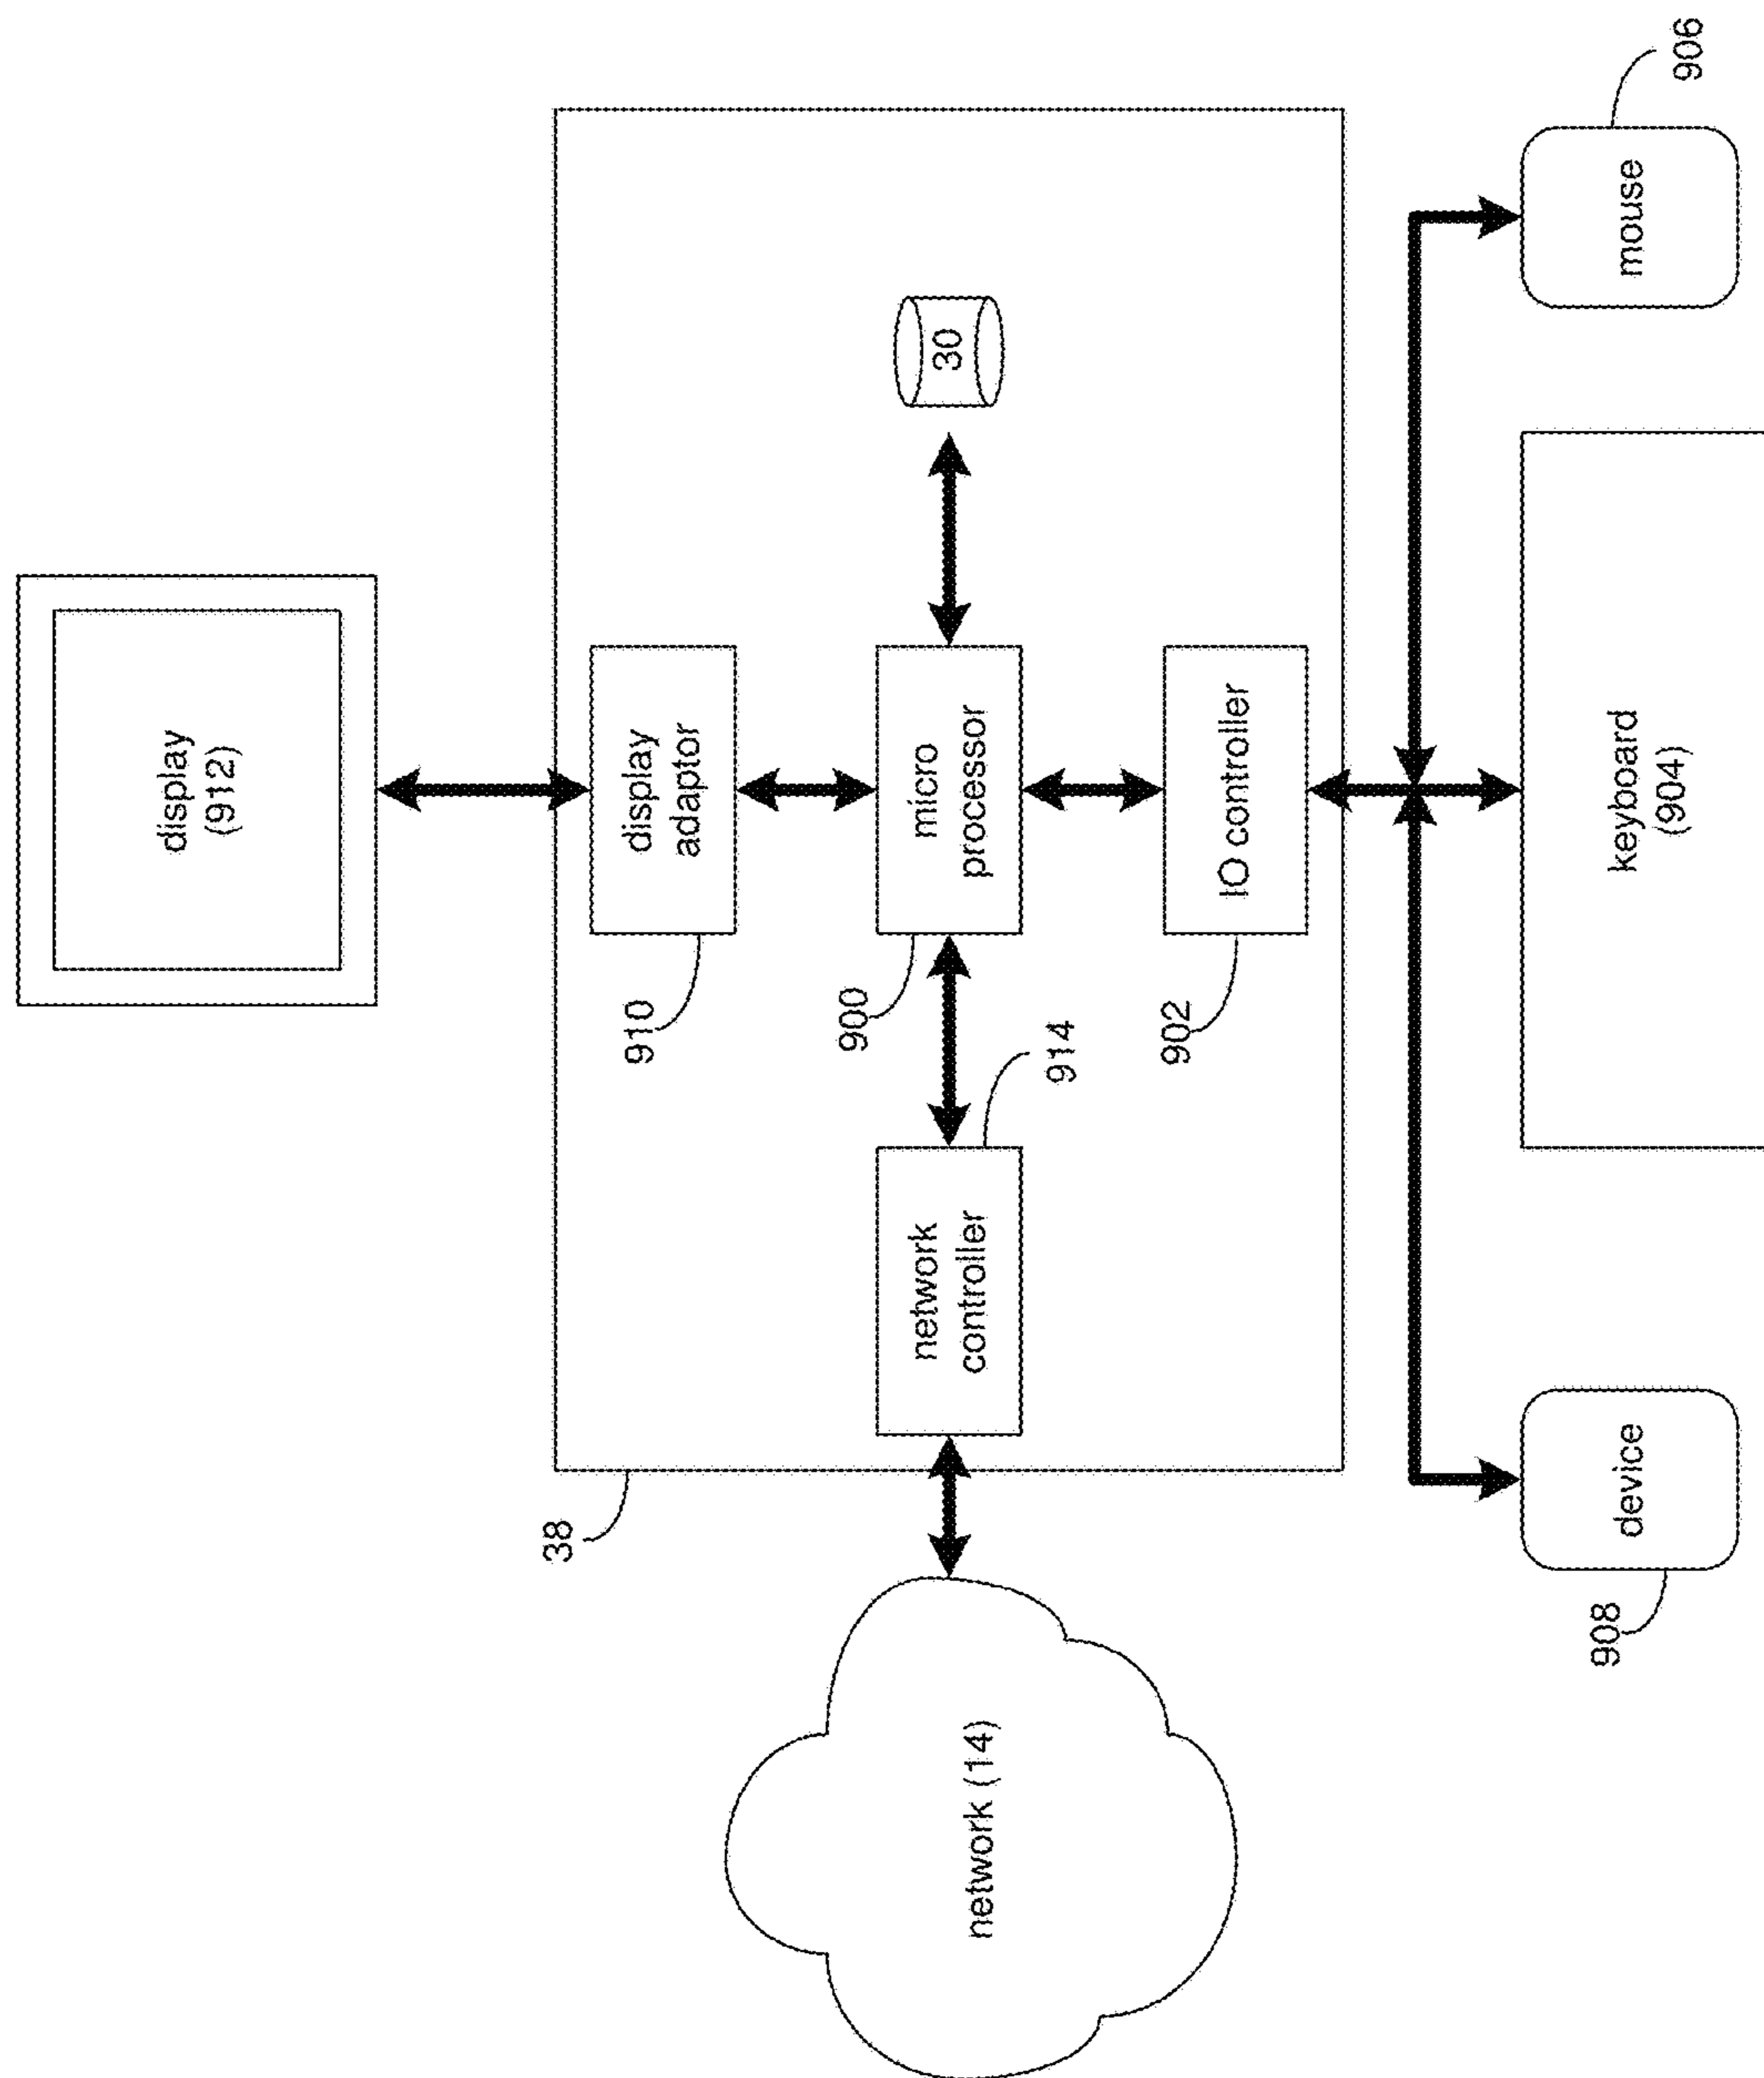 display
(912)
display
adaptor
910
micro
processor
900
30
network
controller
914
IO controller
902
38
network (14)
keyboard
(904)
mouse
906
device
908